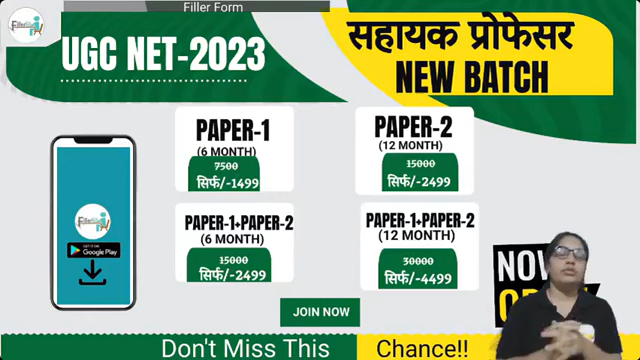 Filler Form
UGC NET-2023
सहायक प्रोफेसर
NEW BATCH
PAPER-1
(6 MONTH)
7500
सिर्फ/-1499
PAPER-2
(12 MONTH)
15000
सिर्फ/-2499
PAPER-1+PAPER-2
(6 MONTH)
15000
सिर्फ/-2499
PAPER-1+PAPER-2
(12 MONTH)
30000
सिर्फ/-4499
Google Play
JOIN NOW
Don't Miss This Chance!!